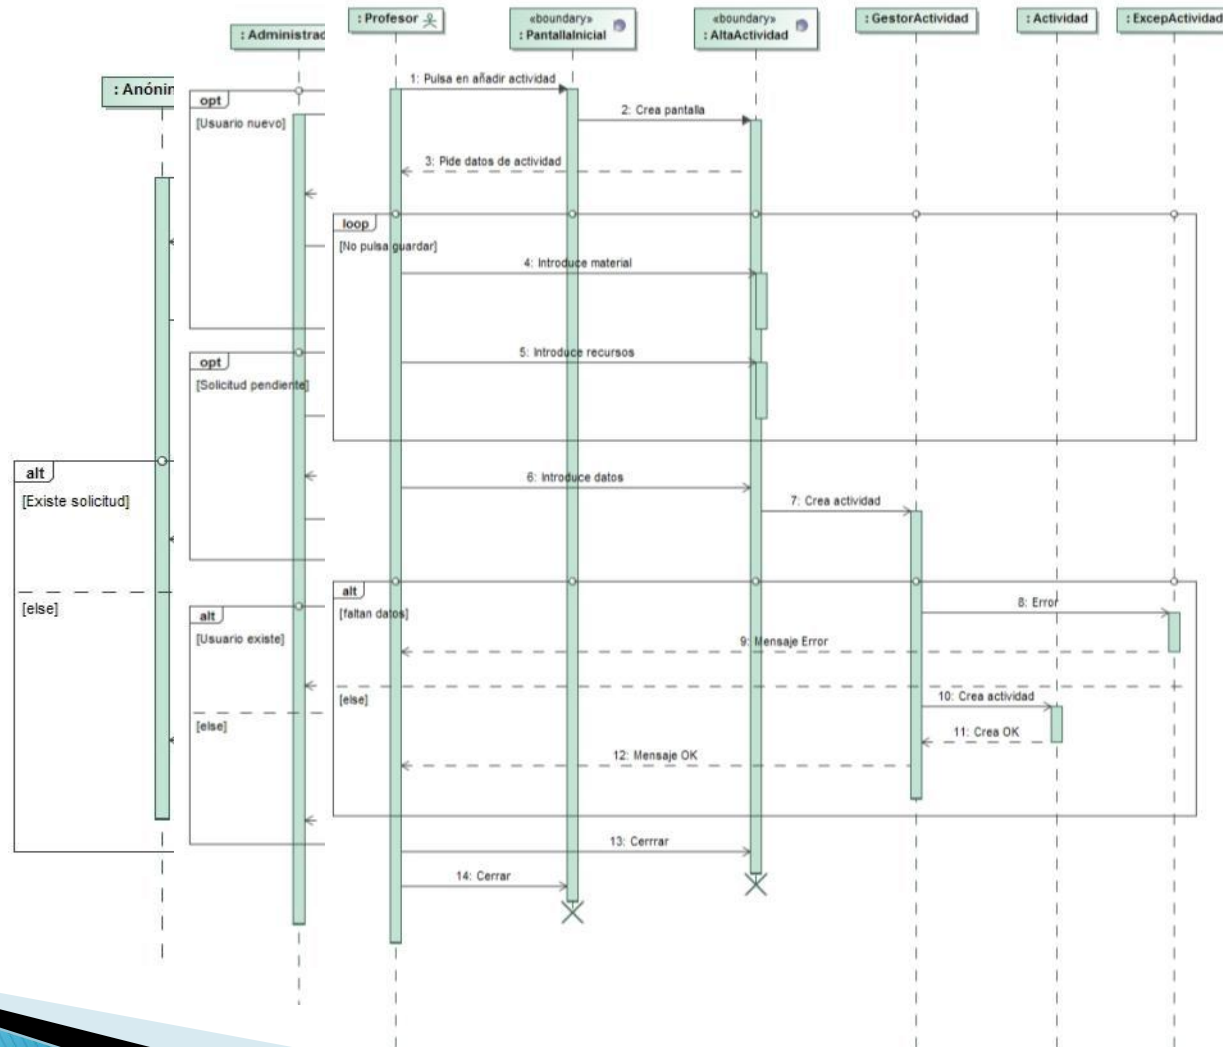 : Anónin
alt
[Existe solicitud]
[else]
: Administrac
opt
[Usuario nuevo]
opt
[Solicitud pendiente]
alt
[Usuario existe]
[else]
: Profesor
«boundary»
: PantallaInicial
«boundary»
: AltaActividad
: GestorActividad
: Actividad
: ExcepActividad
1: Pulsa en añadir actividad
2: Crea pantalla
3: Pide datos de actividad
loop
[No pulsa guardar]
4: Introduce material
5: Introduce recursos
6: Introduce datos
7: Crea actividad
alt
[faltan datos]
8: Error
9: Mensaje Error
[else]
10: Crea actividad
11: Crea OK
12: Mensaje OK
13: Cerrrar
14: Cerrar